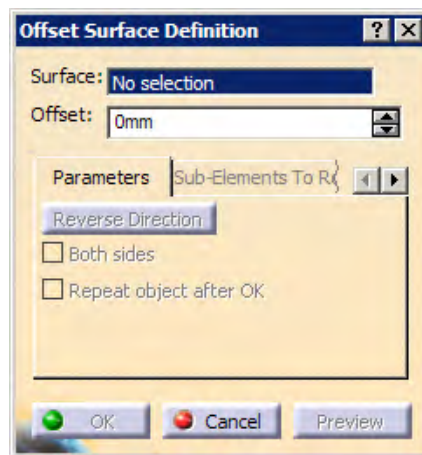 Offset Surface Definition ? X
Surface: No selection
Offset: 0mm
Parameters Sub-Elements To
Reverse Direction
Both sides
Repeat object after OK
OK Cancel Preview